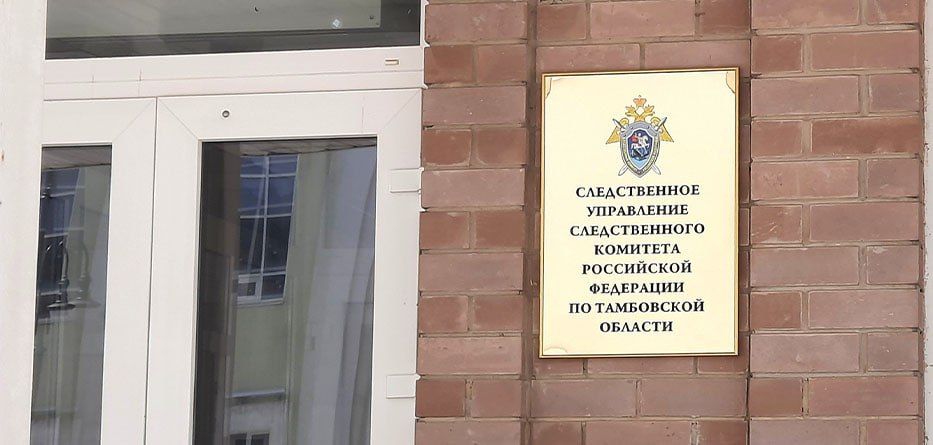 СЛЕДСТВЕННОЕ
УПРАВЛЕНИЕ
СЛЕДСТВЕННОГО
КОМИТЕТА
РОССИЙСКОЙ
ФЕДЕРАЦИИ
ПО ТАМБОВСКОЙ
ОБЛАСТИ